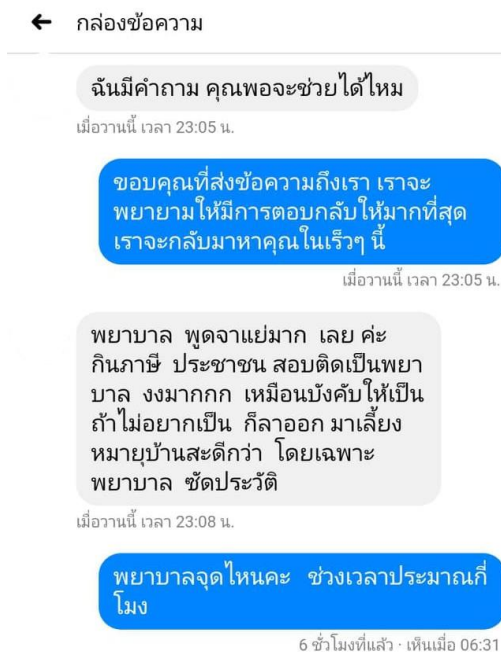 กล่องข้อความ
ฉันมีคำถาม คุณพอจะช่วยได้ไหม
เมื่อวานนี้ เวลา 23:05 น.
ขอบคุณที่ส่งข้อความถึงเรา เราจะ
พยายามให้มีการตอบกลับให้มากที่สุด
เราจะกลับมาหาคุณในเร็วๆ นี้
เมื่อวานนี้ เวลา 23:05 น.
พยาบาล พูดจาแย่มาก เลย ค่ะ
กินภาษี ประชาชน สอบติดเป็นพยา
บาล งงมากกก เหมือนบังคับให้เป็น
ถ้าไม่อยากเป็น ก็ลาออก มาเลี้ยง
หมายุบ้านสะดีกว่า โดยเฉพาะ
พยาบาล ซัดประวัติ
เมื่อวานนี้ เวลา 23:08 น.
พยาบาลจุดไหนคะ ช่วงเวลาประมาณกี่
โมง
6 ชั่วโมงที่แล้ว · เห็นเมื่อ 06:31